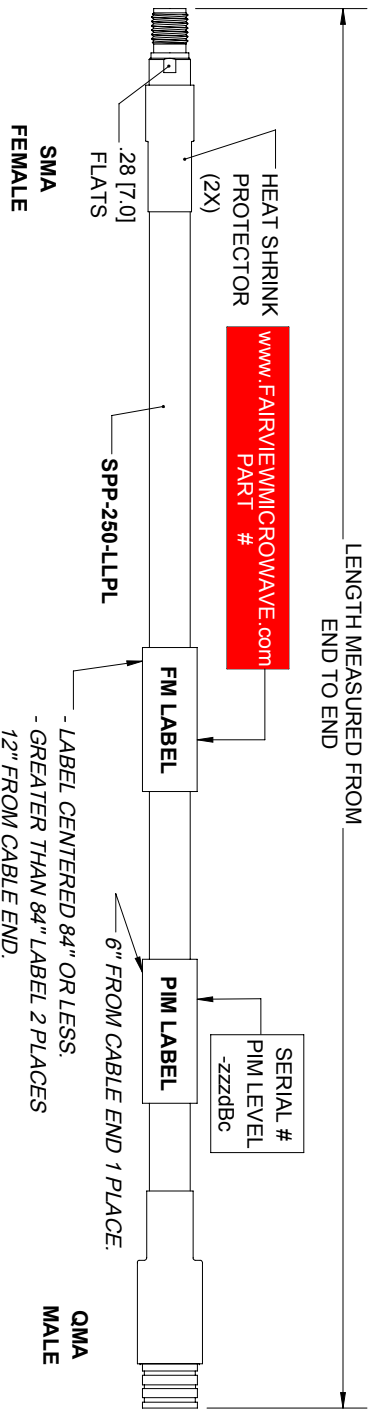 LENGTH MEASURED FROM
END TO END
HEAT SHRINK
PROTECTOR
(2X)
www.FAIRVIEWMICROWAVE.com
PART #
SERIAL #
PIM LEVEL
-zzzdBc
FM LABEL
PIM LABEL
.28 [7.0]
FLATS
SPP-250-LLPL
6" FROM CABLE END 1 PLACE.
- LABEL CENTERED 84" OR LESS.
- GREATER THAN 84" LABEL 2 PLACES
12" FROM CABLE END.
SMA
FEMALE
QMA
MALE